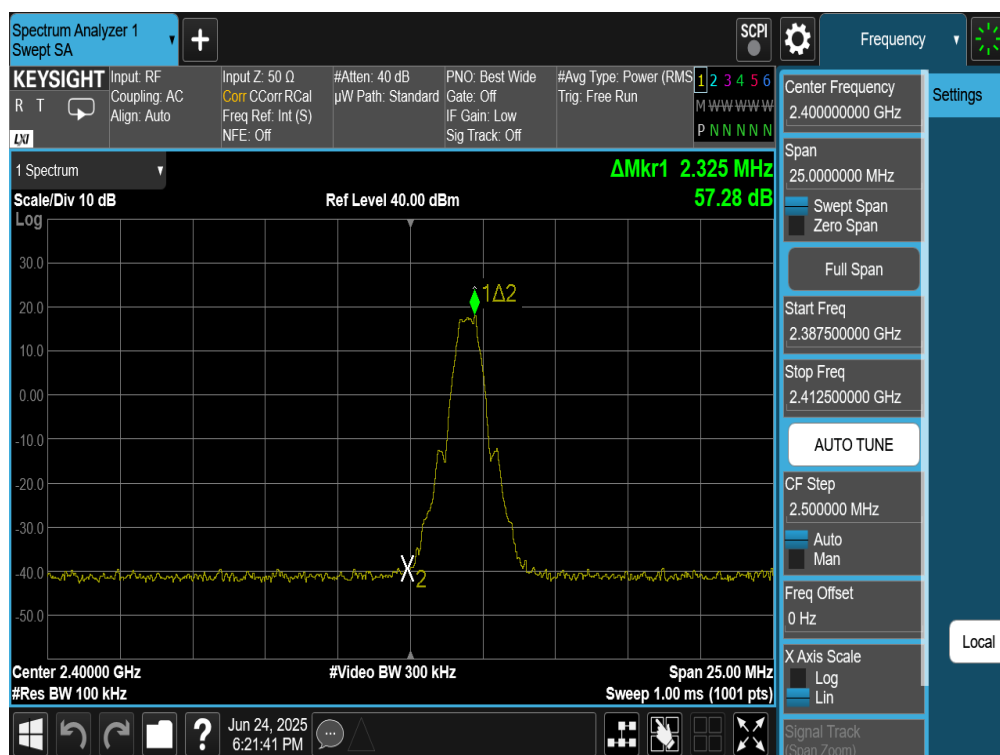 Spectrum Analyzer 1
Swept SA
+
SCPI
Frequency
KEYSIGHT
R T
LXI
Input: RF
Coupling: AC
Align: Auto
Input Z: 50 Ω
Corr CCorr RCal
Freq Ref: Int (S)
NFE: Off
#Atten: 40 dB
µW Path: Standard
PNO: Best Wide
Gate: Off
IF Gain: Low
Sig Track: Off
#Avg Type: Power (RMS
Trig: Free Run
1 2 3 4 5 6
M W W W W W
P N N N N N
1 Spectrum
Scale/Div 10 dB
Ref Level 40.00 dBm
ΔMkr1 2.325 MHz
57.28 dB
Log
30.0
20.0
10.0
0.00
-10.0
-20.0
-30.0
-40.0
-50.0
1Δ2
2
Center 2.40000 GHz
#Video BW 300 kHz
Span 25.00 MHz
#Res BW 100 kHz
Sweep 1.00 ms (1001 pts)
Center Frequency
2.400000000 GHz
Span
25.0000000 MHz
Swept Span
Zero Span
Full Span
Start Freq
2.387500000 GHz
Stop Freq
2.412500000 GHz
AUTO TUNE
CF Step
2.500000 MHz
Auto
Man
Freq Offset
0 Hz
X Axis Scale
Log
Lin
Signal Track
(Span Zoom)
Settings
Local
?
Jun 24, 2025
6:21:41 PM